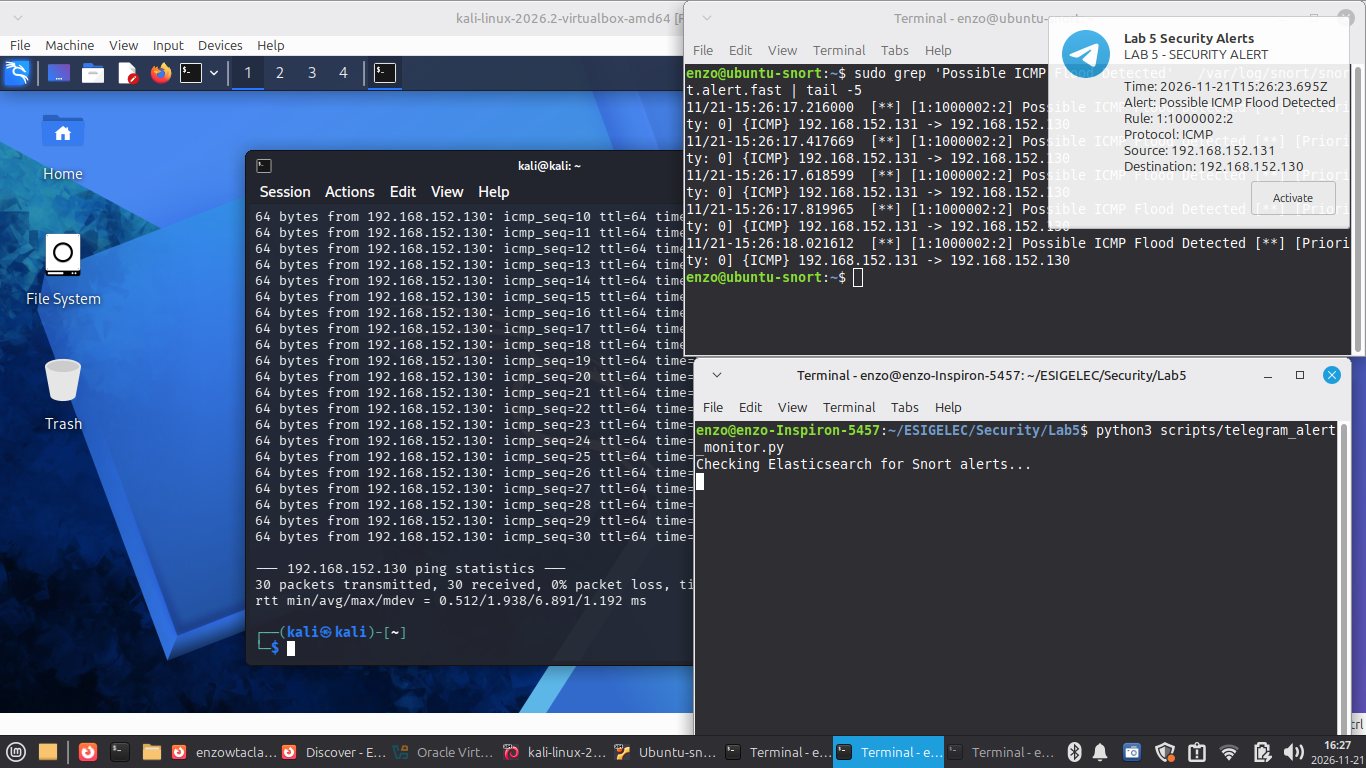 kali-linux-2026.2-virtualbox-amd64 [R
File Machine View Input Devices Help
1 2 3 4
Home
File System
Trash
kali@kali: ~
Session Actions Edit View Help
64 bytes from 192.168.152.130: icmp_seq=10 ttl=64 time=
64 bytes from 192.168.152.130: icmp_seq=11 ttl=64 time=
64 bytes from 192.168.152.130: icmp_seq=12 ttl=64 time=
64 bytes from 192.168.152.130: icmp_seq=13 ttl=64 time=
64 bytes from 192.168.152.130: icmp_seq=14 ttl=64 time=
64 bytes from 192.168.152.130: icmp_seq=15 ttl=64 time=
64 bytes from 192.168.152.130: icmp_seq=16 ttl=64 time=
64 bytes from 192.168.152.130: icmp_seq=17 ttl=64 time=
64 bytes from 192.168.152.130: icmp_seq=18 ttl=64 time=
64 bytes from 192.168.152.130: icmp_seq=19 ttl=64 time=
64 bytes from 192.168.152.130: icmp_seq=20 ttl=64 time=
64 bytes from 192.168.152.130: icmp_seq=21 ttl=64 time=
64 bytes from 192.168.152.130: icmp_seq=22 ttl=64 time=
64 bytes from 192.168.152.130: icmp_seq=23 ttl=64 time=
64 bytes from 192.168.152.130: icmp_seq=24 ttl=64 time=
64 bytes from 192.168.152.130: icmp_seq=25 ttl=64 time=
64 bytes from 192.168.152.130: icmp_seq=26 ttl=64 time=
64 bytes from 192.168.152.130: icmp_seq=27 ttl=64 time=
64 bytes from 192.168.152.130: icmp_seq=28 ttl=64 time=
64 bytes from 192.168.152.130: icmp_seq=29 ttl=64 time=
64 bytes from 192.168.152.130: icmp_seq=30 ttl=64 time=
--- 192.168.152.130 ping statistics ---
30 packets transmitted, 30 received, 0% packet loss, ti
rtt min/avg/max/mdev = 0.512/1.938/6.891/1.192 ms
┌──(kali㉿kali)-[~]
└─$
Terminal - enzo@ubuntu-sn
File Edit View Terminal Tabs Help
enzo@ubuntu-snort:~$ sudo grep 'Possible ICMP Flood Detected' /var/log/snort/snor
t.alert.fast | tail -5
11/21-15:26:17.216000 [**] [1:1000002:2] Possible ICMP Flood Detected [**] [Priori
ty: 0] {ICMP} 192.168.152.131 -> 192.168.152.130
11/21-15:26:17.417669 [**] [1:1000002:2] Possible ICMP Flood Detected [**] [Priori
ty: 0] {ICMP} 192.168.152.131 -> 192.168.152.130
11/21-15:26:17.618599 [**] [1:1000002:2] Possible ICMP Flood Detected [**] [Priori
ty: 0] {ICMP} 192.168.152.131 -> 192.168.152.130
11/21-15:26:17.819965 [**] [1:1000002:2] Possible ICMP Flood Detected [**] [Priori
ty: 0] {ICMP} 192.168.152.131 -> 192.168.152.130
11/21-15:26:18.021612 [**] [1:1000002:2] Possible ICMP Flood Detected [**] [Priori
ty: 0] {ICMP} 192.168.152.131 -> 192.168.152.130
enzo@ubuntu-snort:~$
Lab 5 Security Alerts
LAB 5 - SECURITY ALERT
Time: 2026-11-21T15:26:23.695Z
Alert: Possible ICMP Flood Detected
Rule: 1:1000002:2
Protocol: ICMP
Source: 192.168.152.131
Destination: 192.168.152.130
Activate
Terminal - enzo@enzo-Inspiron-5457: ~/ESIGELEC/Security/Lab5
File Edit View Terminal Tabs Help
enzo@enzo-Inspiron-5457:~/ESIGELEC/Security/Lab5$ python3 scripts/telegram_alert
_monitor.py
Checking Elasticsearch for Snort alerts...
trl
enzowtacla...
Discover - E...
Oracle Virt...
kali-linux-2...
Ubuntu-sn...
Terminal - e...
Terminal - e...
Terminal - e...
16:27
2026-11-21